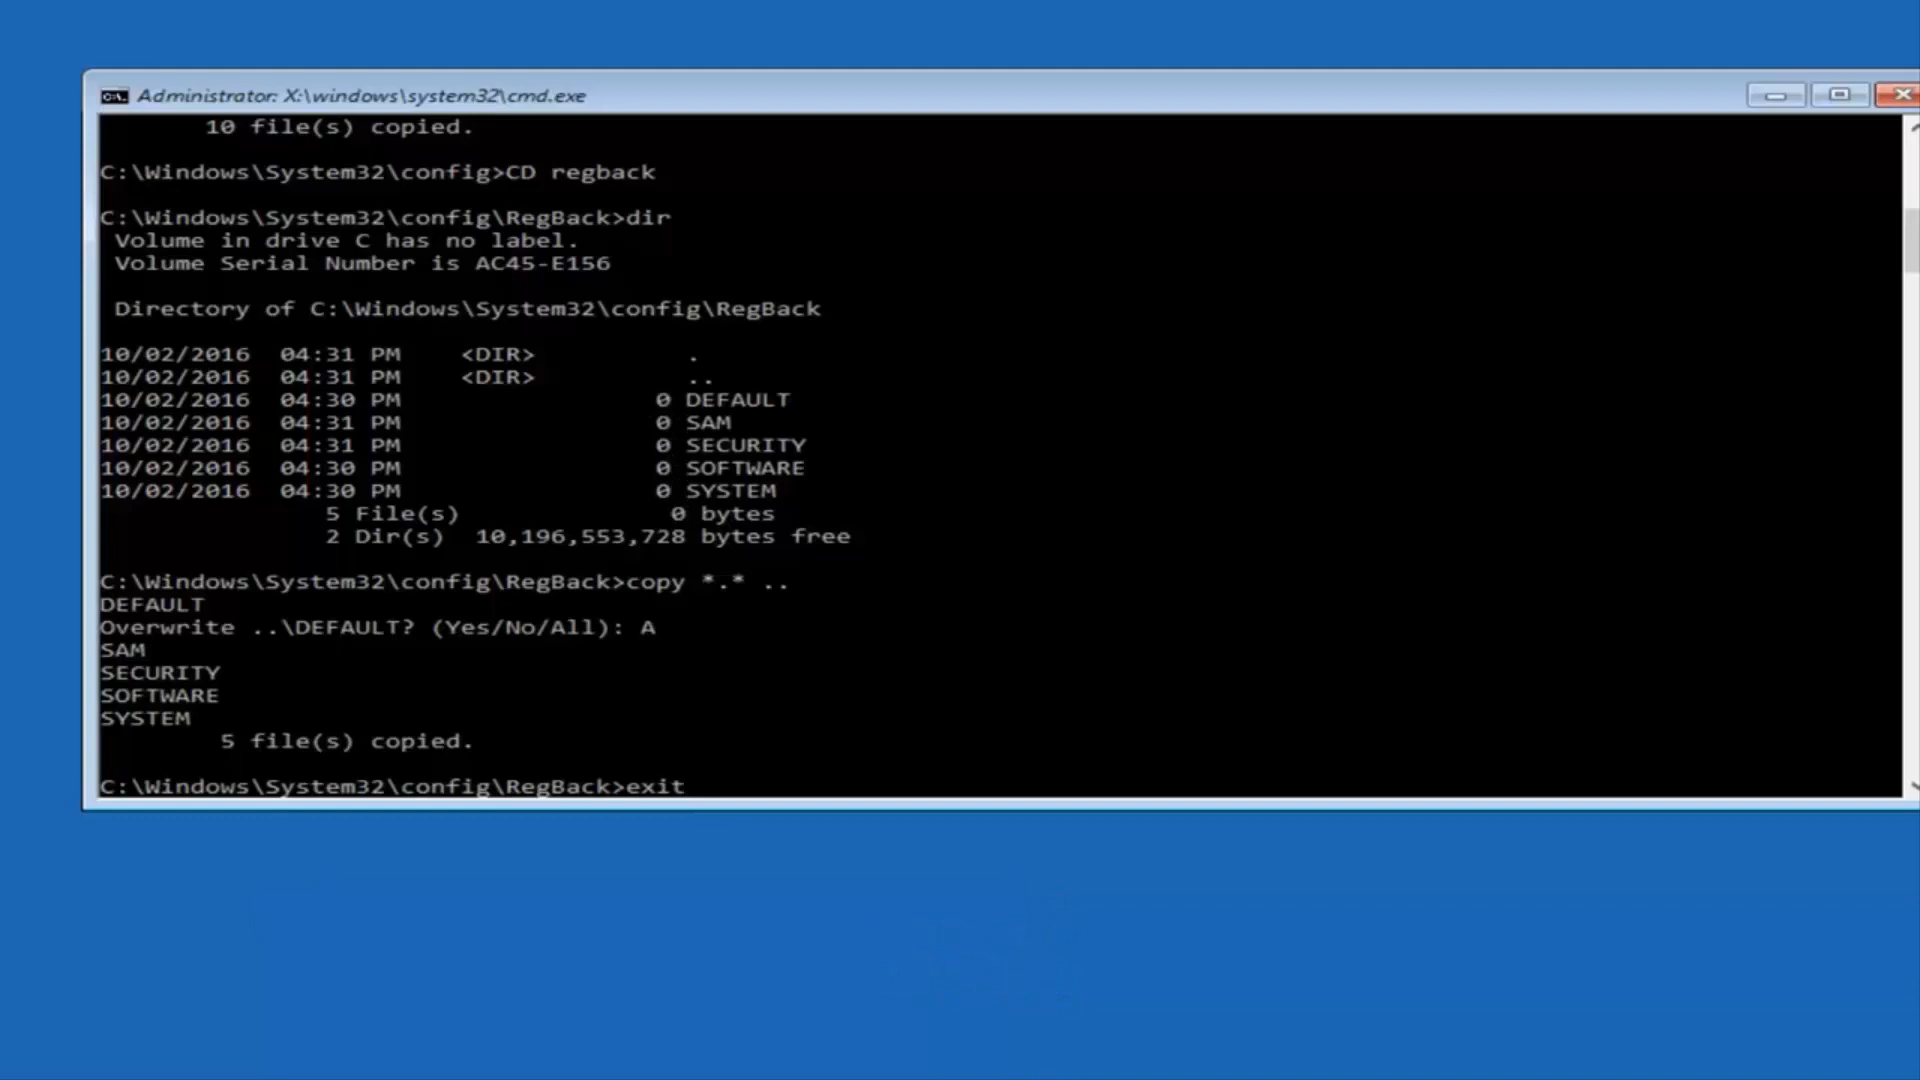 Administrator: X:\windows\system32\cmd.exe
10 file(s) copied.
C:\Windows\System32\config>CD regback
C:\Windows\System32\config\RegBack>dir
Volume in drive C has no label.
Volume Serial Number is AC45-E156
Directory of C:\Windows\System32\config\RegBack
10/02/2016  04:31 PM    <DIR>          .
10/02/2016  04:31 PM    <DIR>          ..
10/02/2016  04:30 PM                 0 DEFAULT
10/02/2016  04:31 PM                 0 SAM
10/02/2016  04:31 PM                 0 SECURITY
10/02/2016  04:30 PM                 0 SOFTWARE
10/02/2016  04:30 PM                 0 SYSTEM
5 File(s)              0 bytes
2 Dir(s)  10,196,553,728 bytes free
C:\Windows\System32\config\RegBack>copy *.* ..
DEFAULT
Overwrite ..\DEFAULT? (Yes/No/All): A
SAM
SECURITY
SOFTWARE
SYSTEM
5 file(s) copied.
C:\Windows\System32\config\RegBack>exit